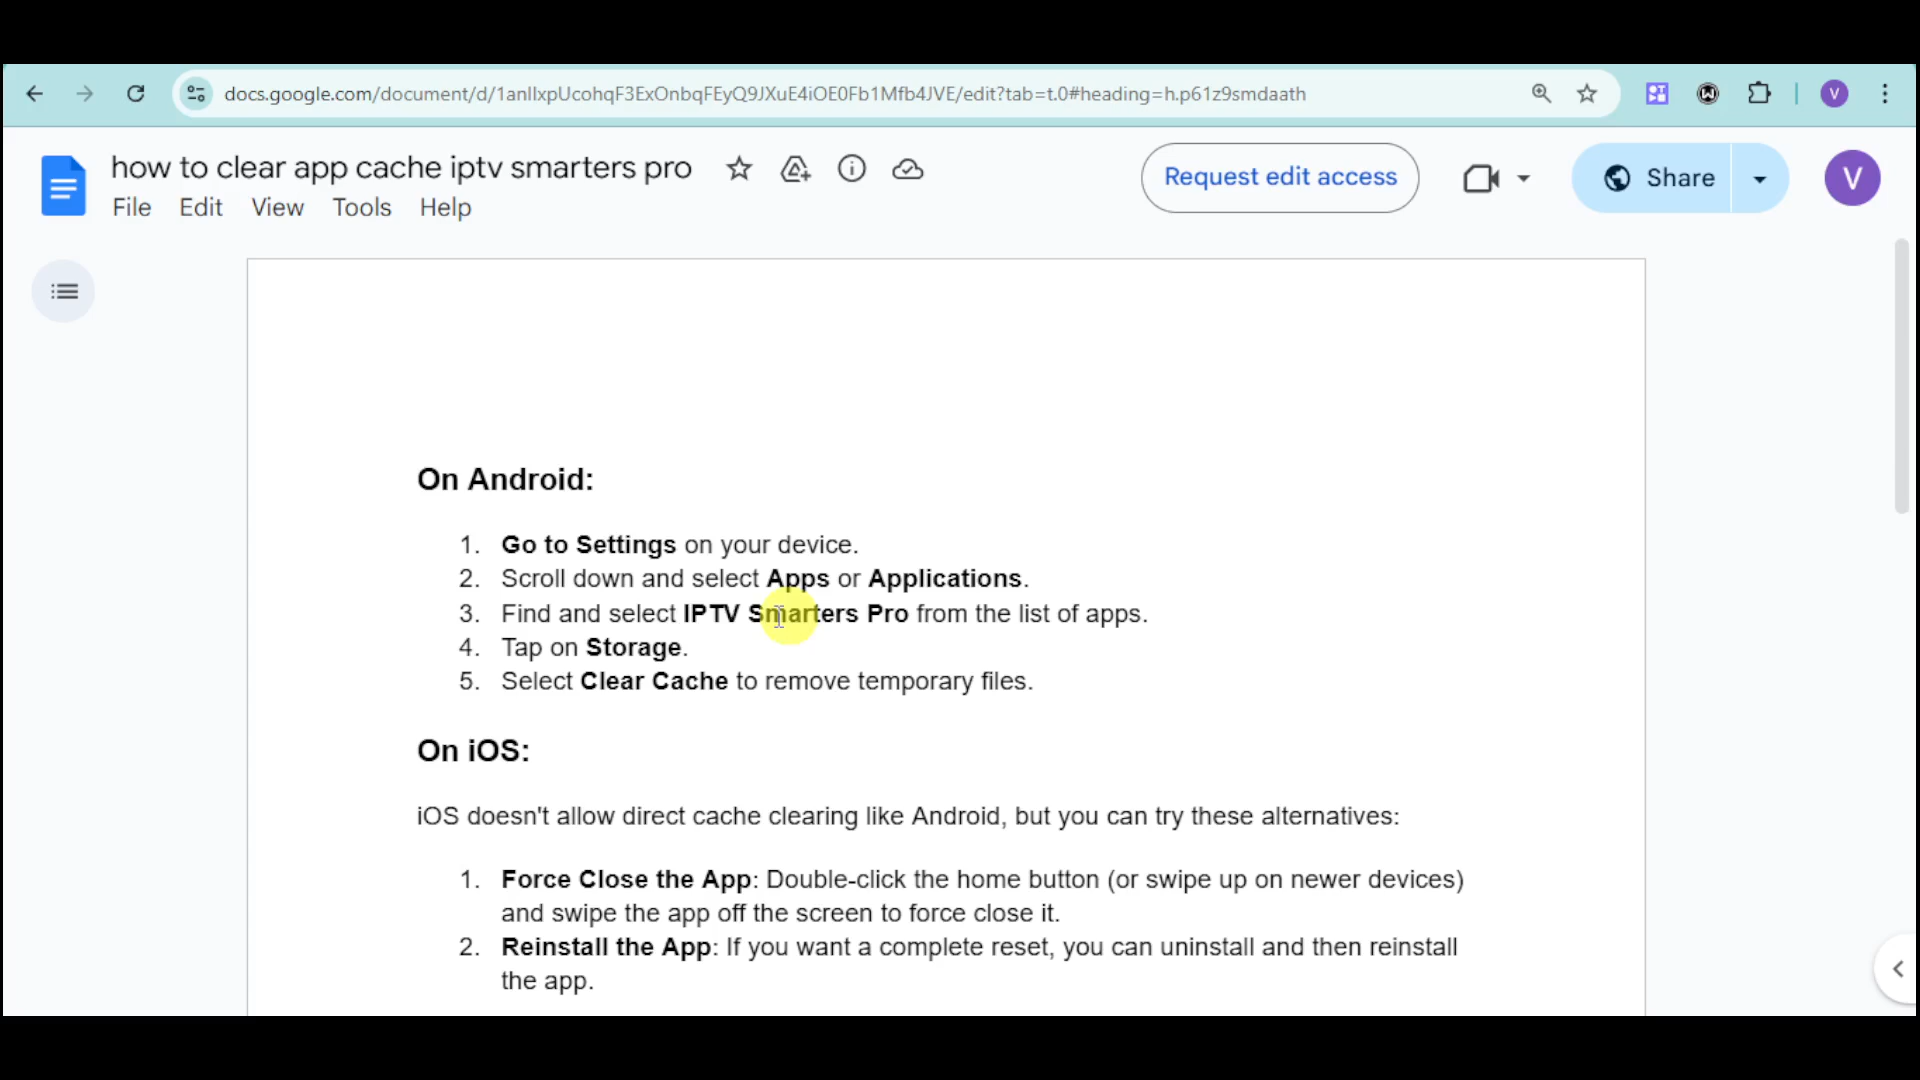 docs.google.com/document/d/1anllxpUcohqF3ExOnbqFEyQ9JXuE4iOE0Fb1Mfb4JVE/edit?tab=t.0#heading=h.p61z9smdaath
V
how to clear app cache iptv smarters pro
Request edit access
Share
V
File Edit View Tools Help
On Android:
1. Go to Settings on your device.
2. Scroll down and select Apps or Applications.
3. Find and select IPTV Smarters Pro from the list of apps.
4. Tap on Storage.
5. Select Clear Cache to remove temporary files.
On iOS:
iOS doesn't allow direct cache clearing like Android, but you can try these alternatives:
1. Force Close the App: Double-click the home button (or swipe up on newer devices)
and swipe the app off the screen to force close it.
2. Reinstall the App: If you want a complete reset, you can uninstall and then reinstall
the app.